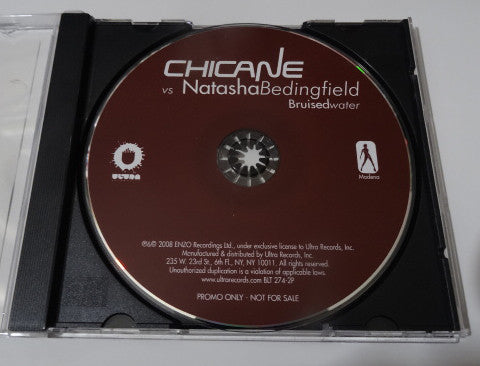 CHICANE
vs NatashaBedingfield
Bruisedwater
ULTRA
Modena
℗&© 2008 ENZO Recordings Ltd., under exclusive license to Ultra Records, Inc.
Manufactured & distributed by Ultra Records, Inc.
235 W. 23rd St., 6th Fl., NY, NY 10011. All rights reserved.
Unauthorized duplication is a violation of applicable laws.
www.ultrarecords.com BLT 274-2P
PROMO ONLY - NOT FOR SALE